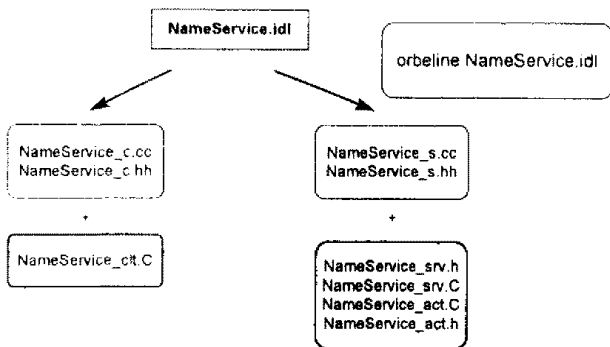 NameService.idl
orbeline NameService.idl
NameService_c.cc
NameService_c.hh
NameService_s.cc
NameService_s.hh
+
+
NameService_clt.C
NameService_srv.h
NameService_srv.C
NameService_act.C
NameService_act.h